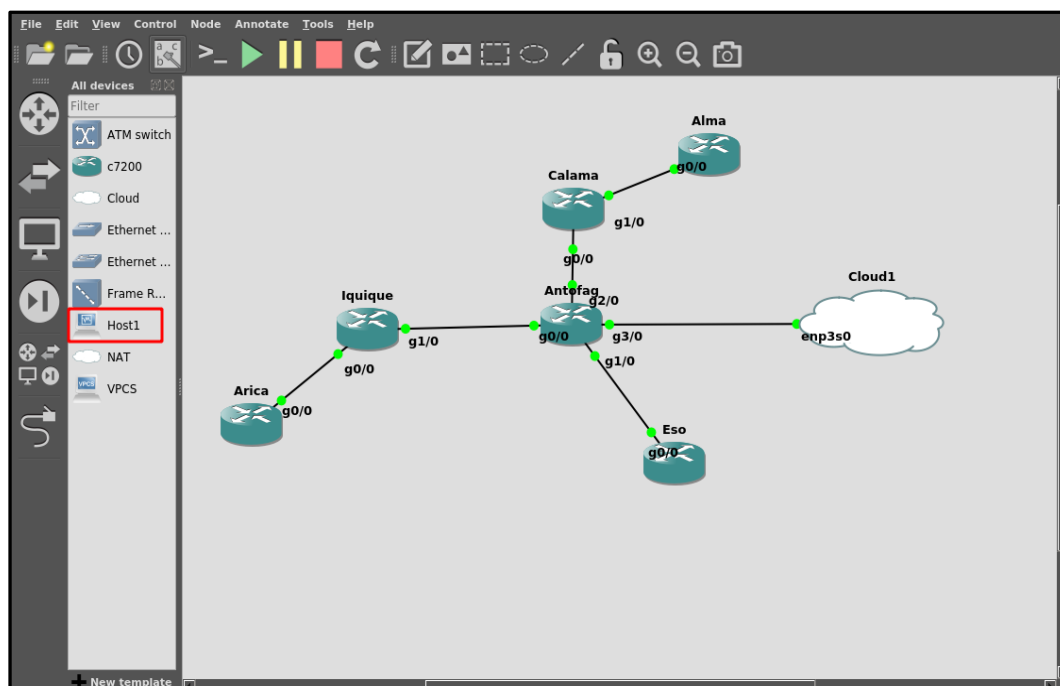 File Edit View Control Node Annotate Tools Help
All devices
Filter
ATM switch
c7200
Cloud
Ethernet ...
Ethernet ...
Frame R...
Host1
NAT
VPCS
New template
Alma
g0/0
Calama
g1/0
g0/0
Antofag
g2/0
Cloud1
Iquique
g1/0
g0/0
g3/0
enp3s0
g0/0
g1/0
Arica
g0/0
Eso
g0/0